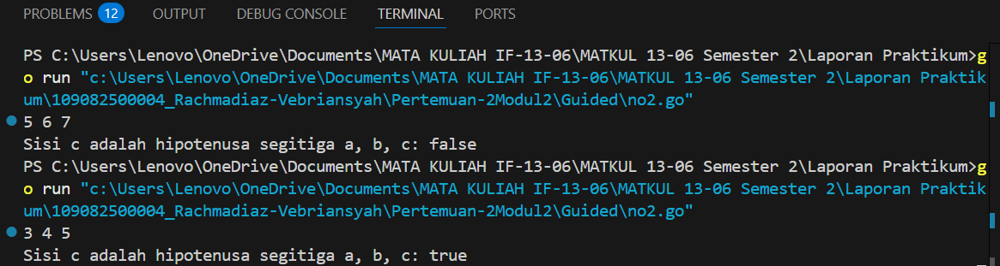 PROBLEMS 12 OUTPUT DEBUG CONSOLE TERMINAL PORTS
PS C:\Users\Lenovo\OneDrive\Documents\MATA KULIAH IF-13-06\MATKUL 13-06 Semester 2\Laporan Praktikum>g
o run "c:\Users\Lenovo\OneDrive\Documents\MATA KULIAH IF-13-06\MATKUL 13-06 Semester 2\Laporan Praktik
um\109082500004_Rachmadiaz-Vebriansyah\Pertemuan-2Modul2\Guided\no2.go"
5 6 7
Sisi c adalah hipotenusa segitiga a, b, c: false
PS C:\Users\Lenovo\OneDrive\Documents\MATA KULIAH IF-13-06\MATKUL 13-06 Semester 2\Laporan Praktikum>g
o run "c:\Users\Lenovo\OneDrive\Documents\MATA KULIAH IF-13-06\MATKUL 13-06 Semester 2\Laporan Praktik
um\109082500004_Rachmadiaz-Vebriansyah\Pertemuan-2Modul2\Guided\no2.go"
3 4 5
Sisi c adalah hipotenusa segitiga a, b, c: true